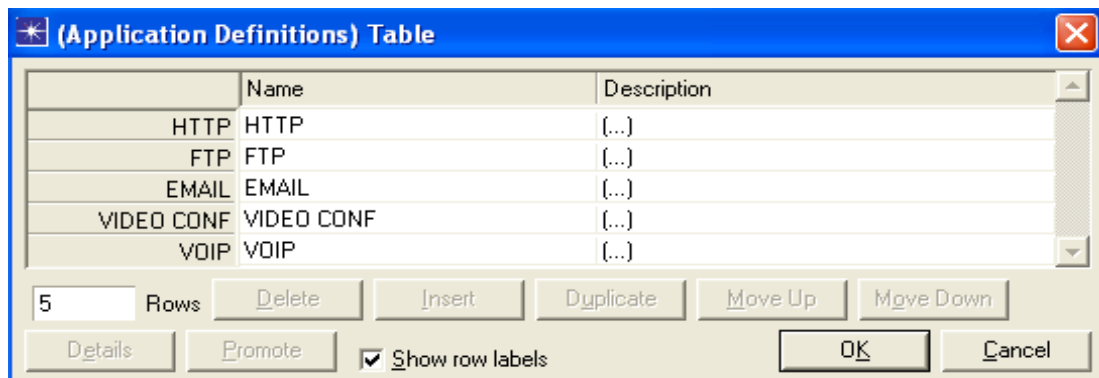 (Application Definitions) Table
Name Description
HTTP HTTP (...)
FTP FTP (...)
EMAIL EMAIL (...)
VIDEO CONF VIDEO CONF (...)
VOIP VOIP (...)
5 Rows Delete Insert Duplicate Move Up Move Down
Details Promote Show row labels OK Cancel